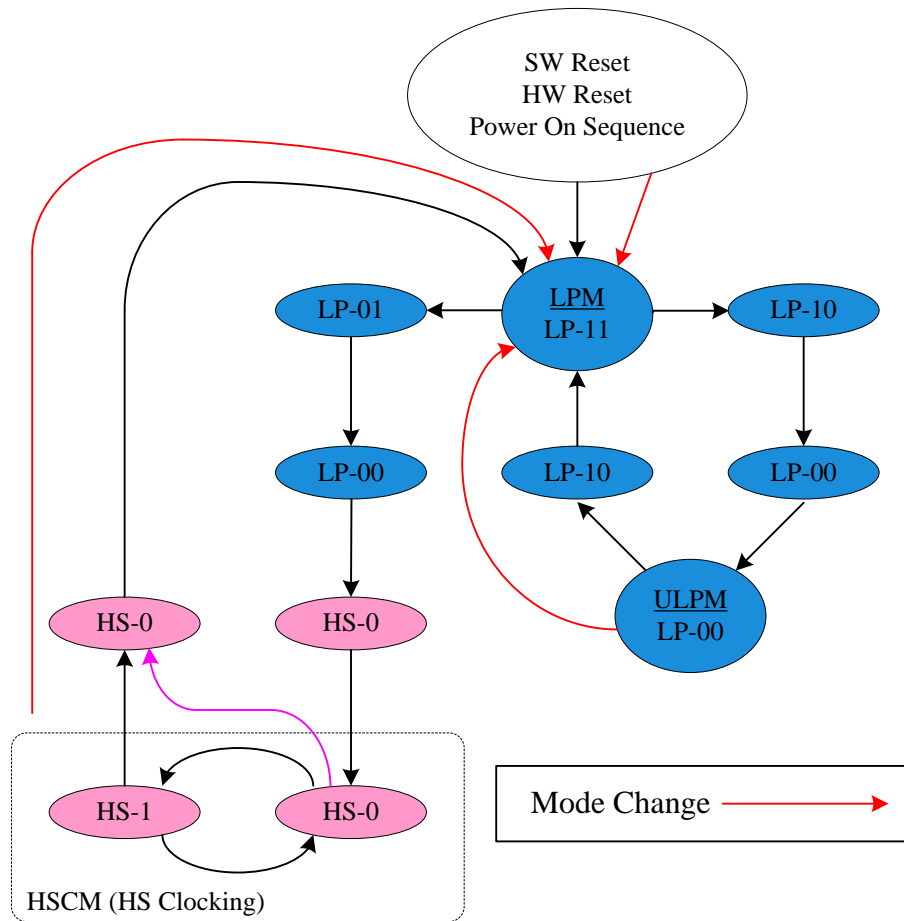 SW Reset
HW Reset
Power On Sequence
LP-01
LPM
LP-11
LP-10
LP-00
LP-10
LP-00
HS-0
HS-0
ULPM
LP-00
HS-1
HS-0
HSCM (HS Clocking)
Mode Change